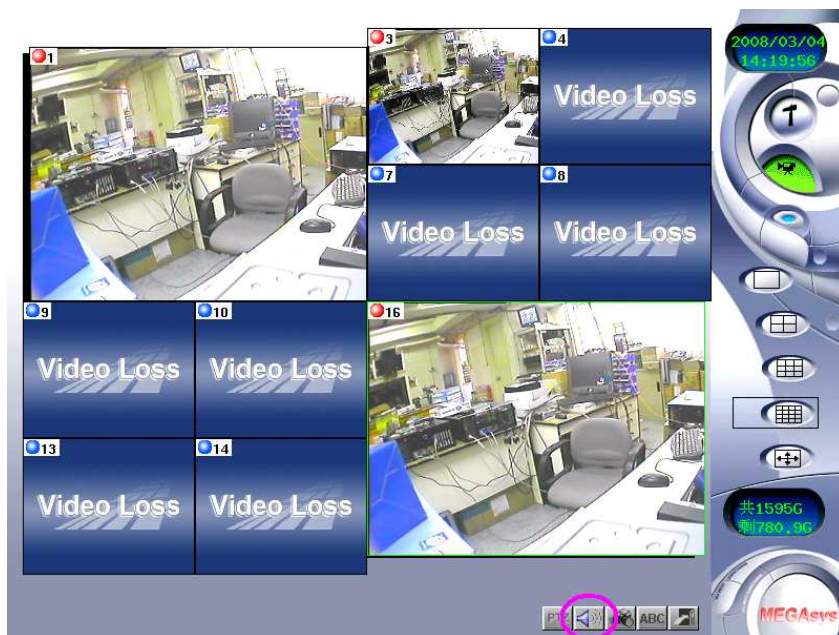 1
3
4
Video Loss
7
8
Video Loss
Video Loss
9
10
16
Video Loss
Video Loss
13
14
Video Loss
Video Loss
2008/03/04
14:19:56
共1595G
剩780.9G
PTZ
ABC
MEGAsys